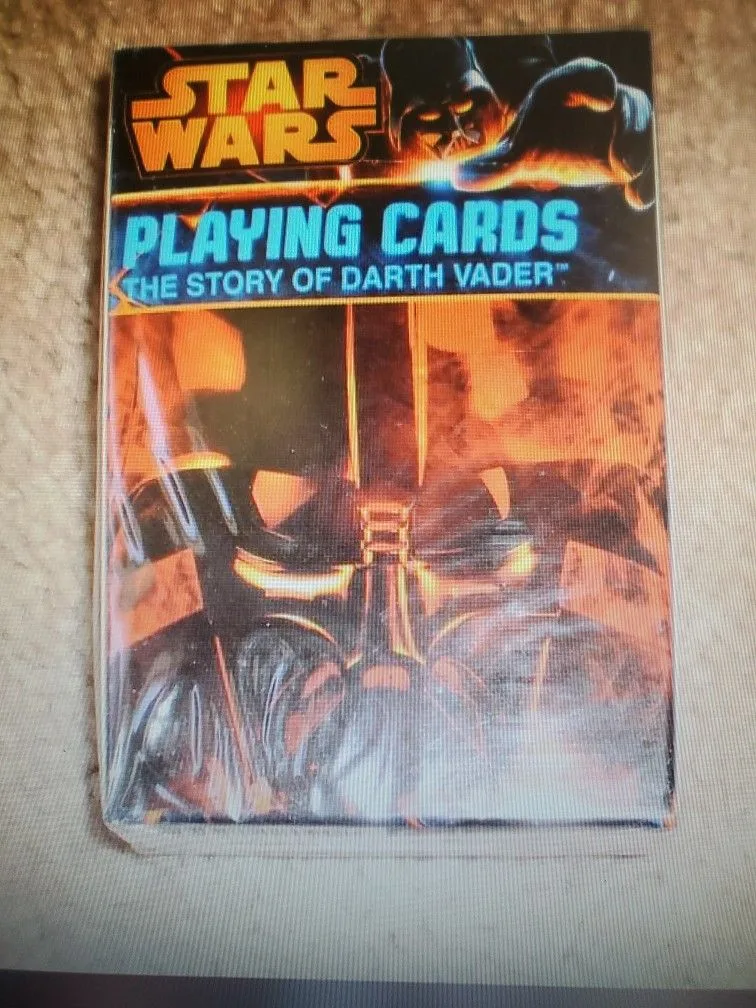 STAR
WARS
PLAYING CARDS
THE STORY OF DARTH VADER™